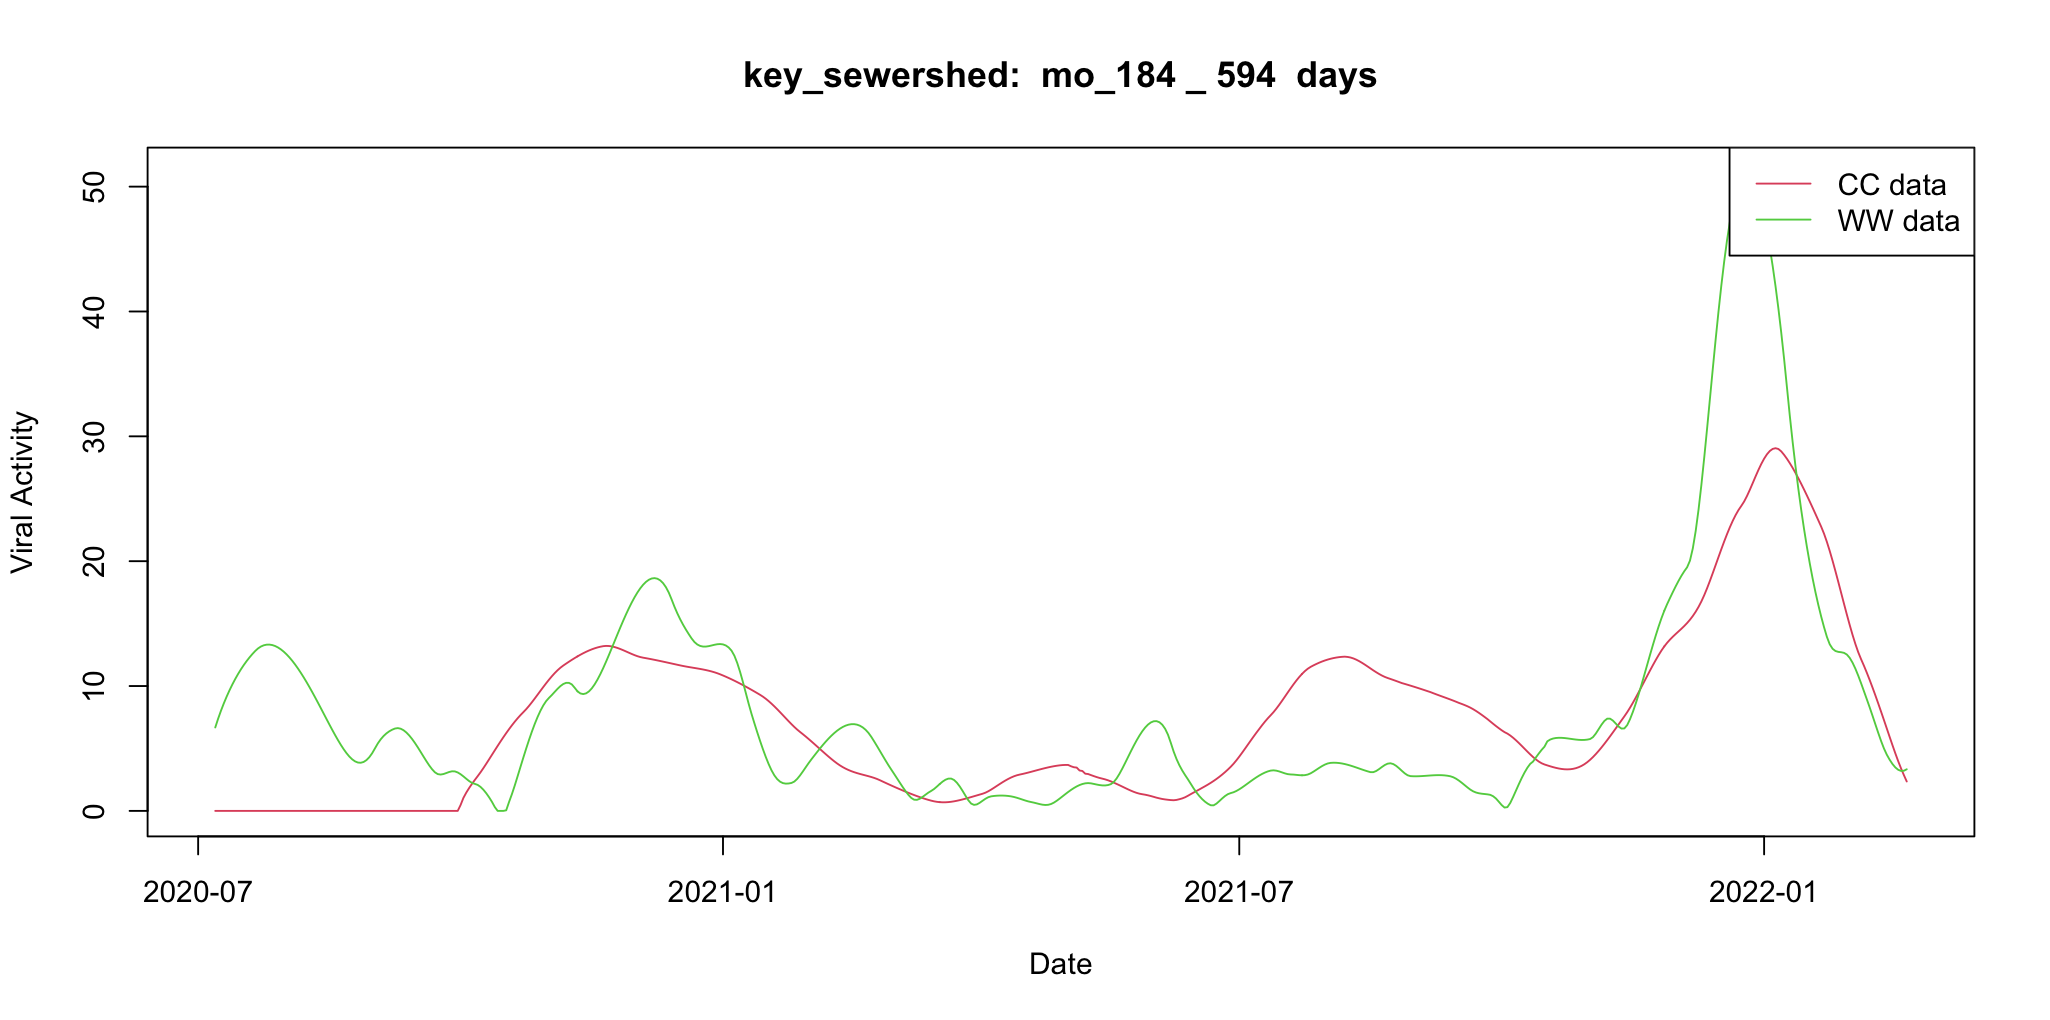 key_sewershed:  mo_184 _ 594  days
CC data
WW data
50
40
30
20
10
0
Viral Activity
2020-07
2021-01
2021-07
2022-01
Date